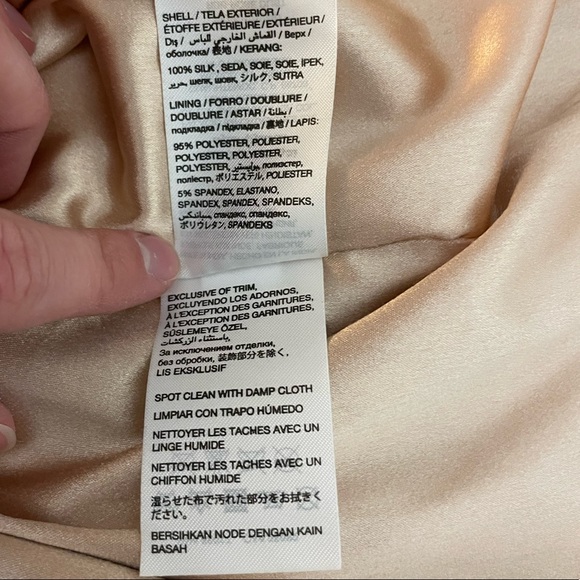 SHELL / TELA EXTERIOR /
ÉTOFFE EXTÉRIEURE / EXTÉRIEUR /
Dış / القماش الخارجي للباس / Верх /
оболочка / 表地 / KERANG:
100% SILK, SEDA, SOIE, SOIE, İPEK,
حرير, шелк, шовк, シルク, SUTRA
LINING / FORRO / DOUBLURE /
DOUBLURE / ASTAR / بطانة /
подкладка / підкладка / 裏地 / LAPIS:
95% POLYESTER, POLIESTER,
POLYESTER, POLYESTER,
POLYESTER, بوليستير, полиэстер,
поліестр, ポリエステル, POLIESTER
5% SPANDEX, ELASTANO,
SPANDEX, SPANDEX, SPANDEKS,
سباندكس, спандекс, спандекс,
ポリウレタン, SPANDEKS
EXCLUSIVE OF TRIM,
EXCLUYENDO LOS ADORNOS,
À L'EXCEPTION DES GARNITURES,
À L'EXCEPTION DES GARNITURES,
SÜSLEMEYE ÖZEL,
باستثناء الزركشات,
За исключением отделки,
без обробки, 装飾部分を除く,
LIS EKSKLUSIF
SPOT CLEAN WITH DAMP CLOTH
LIMPIAR CON TRAPO HÚMEDO
NETTOYER LES TACHES AVEC UN
LINGE HUMIDE
NETTOYER LES TACHES AVEC UN
CHIFFON HUMIDE
湿らせた布で汚れた部分をお拭きく
ださい。
BERSIHKAN NODE DENGAN KAIN
BASAH